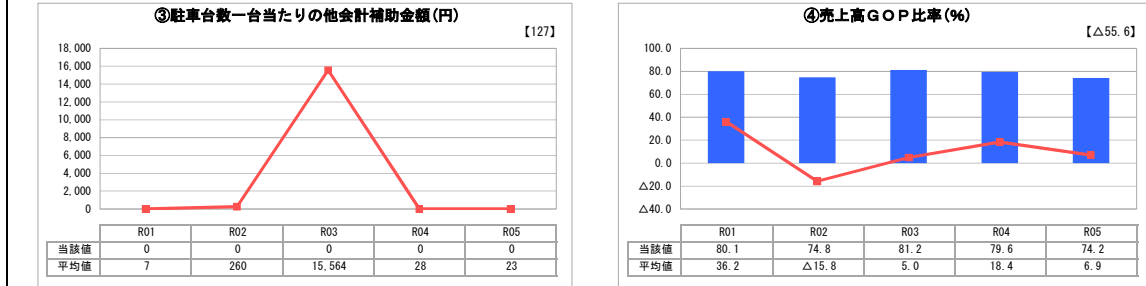 ③駐車台数一台当たりの他会計補助金額(円)
【127】
18,000
16,000
14,000
12,000
10,000
8,000
6,000
4,000
2,000
0
R01 R02 R03 R04 R05
当該値 0 0 0 0 0
平均値 7 260 15,564 28 23
④売上高GOP比率(%)
【△55.6】
100.0
80.0
60.0
40.0
20.0
0.0
△20.0
△40.0
R01 R02 R03 R04 R05
当該値 80.1 74.8 81.2 79.6 74.2
平均値 36.2 △15.8 5.0 18.4 6.9